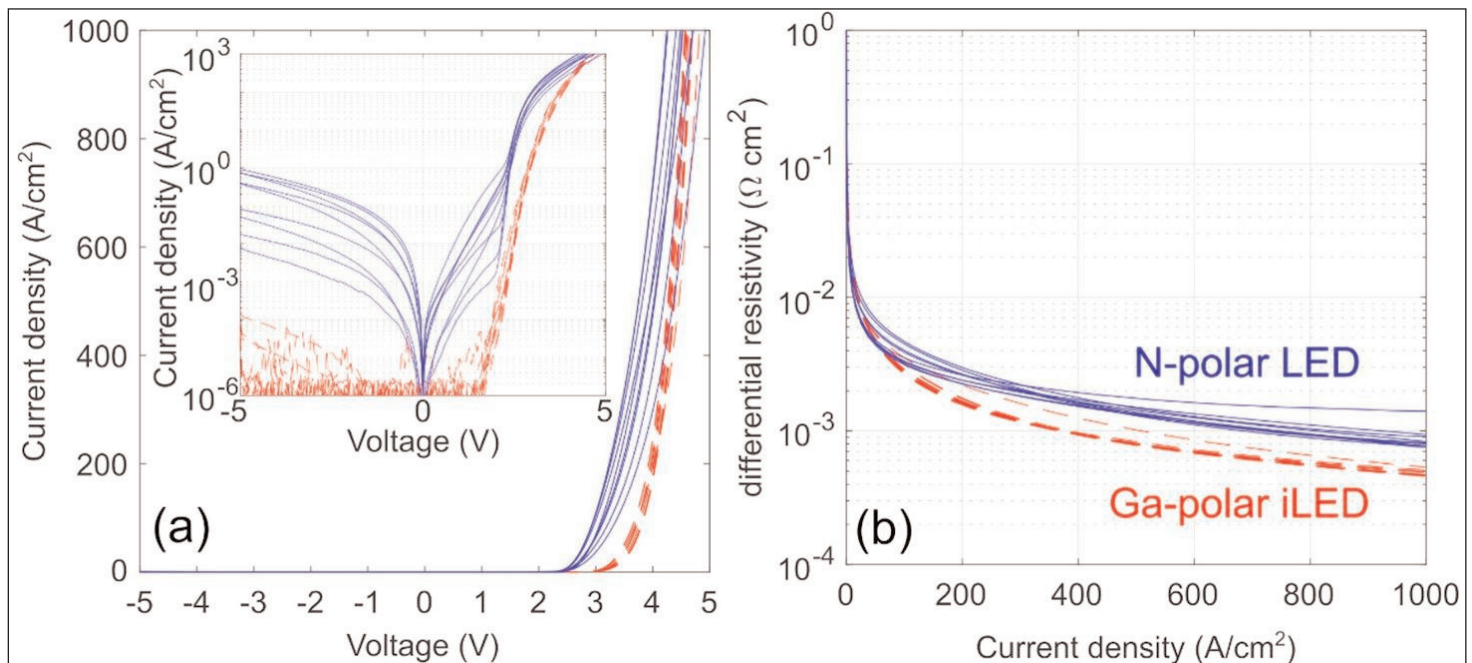 1000
800
600
400
200
0
Current density (A/cm²)
-5 -4 -3 -2 -1 0 1 2 3 4 5
Voltage (V)
(a)
10³
10⁰
10⁻³
10⁻⁶
Current density (A/cm²)
-5 0 5
Voltage (V)
10⁰
10⁻¹
10⁻²
10⁻³
10⁻⁴
differential resistivity (Ω cm²)
N-polar LED
Ga-polar iLED
(b)
0 200 400 600 800 1000
Current density (A/cm²)